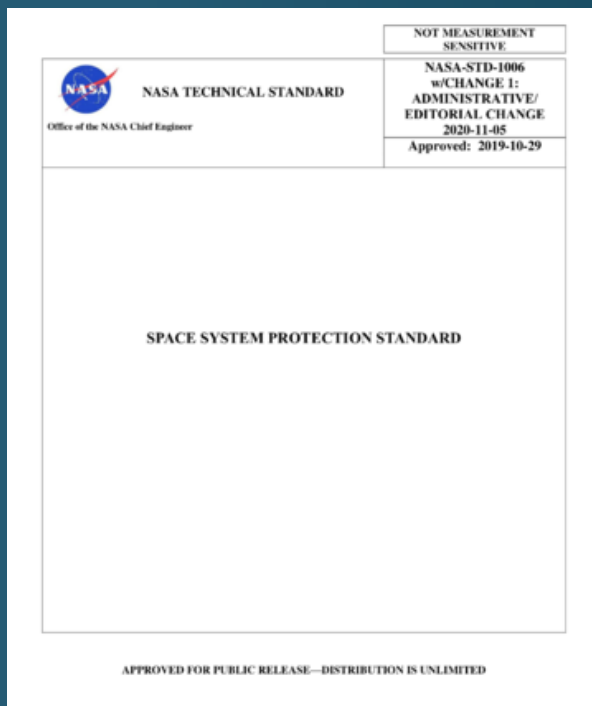 NOT MEASUREMENT
SENSITIVE
NASA
NASA TECHNICAL STANDARD
Office of the NASA Chief Engineer
NASA-STD-1006
w/CHANGE 1:
ADMINISTRATIVE/
EDITORIAL CHANGE
2020-11-05
Approved: 2019-10-29
SPACE SYSTEM PROTECTION STANDARD
APPROVED FOR PUBLIC RELEASE—DISTRIBUTION IS UNLIMITED